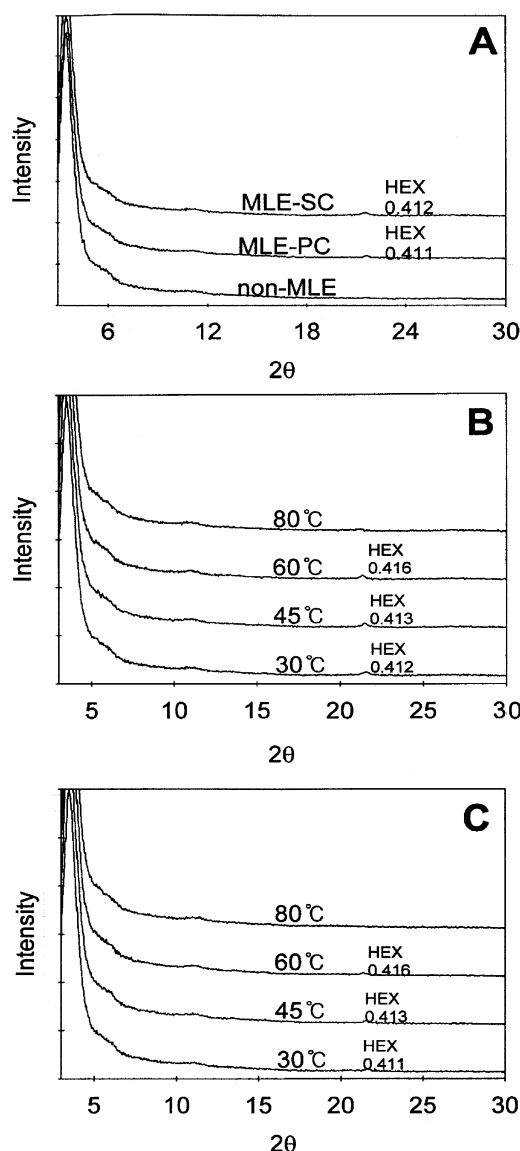 A
Intensity
MLE-SC
HEX
0.412
MLE-PC
HEX
0.411
non-MLE
6 12 18 24 30
2θ
B
Intensity
80℃
60℃
HEX
0.416
45℃
HEX
0.413
30℃
HEX
0.412
5 10 15 20 25 30
2θ
C
Intensity
80℃
60℃
HEX
0.416
45℃
HEX
0.413
30℃
HEX
0.411
5 10 15 20 25 30
2θ